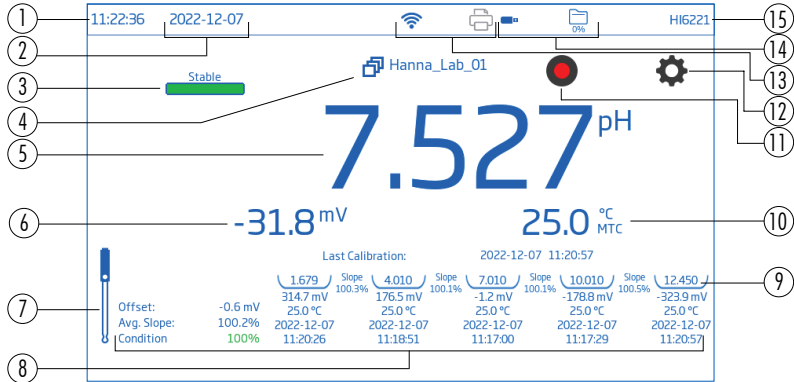 1 11:22:36 2022-12-07 HI6221 15
2 0% 14
13
3 Stable Hanna_Lab_01 12
4 11
5 7.527 pH
6 -31.8 mV 25.0 °C MTC 10
Last Calibration: 2022-12-07 11:20:57
1.679 Slope 100.3% 4.010 Slope 100.1% 7.010 Slope 100.1% 10.010 Slope 100.5% 12.450 9
314.7 mV 176.5 mV -1.2 mV -178.8 mV -323.9 mV
7 Offset: -0.6 mV 25.0 °C 25.0 °C 25.0 °C 25.0 °C 25.0 °C
Avg. Slope: 100.2% 2022-12-07 2022-12-07 2022-12-07 2022-12-07 2022-12-07
Condition 100% 11:20:26 11:18:51 11:17:00 11:17:29 11:20:57
8